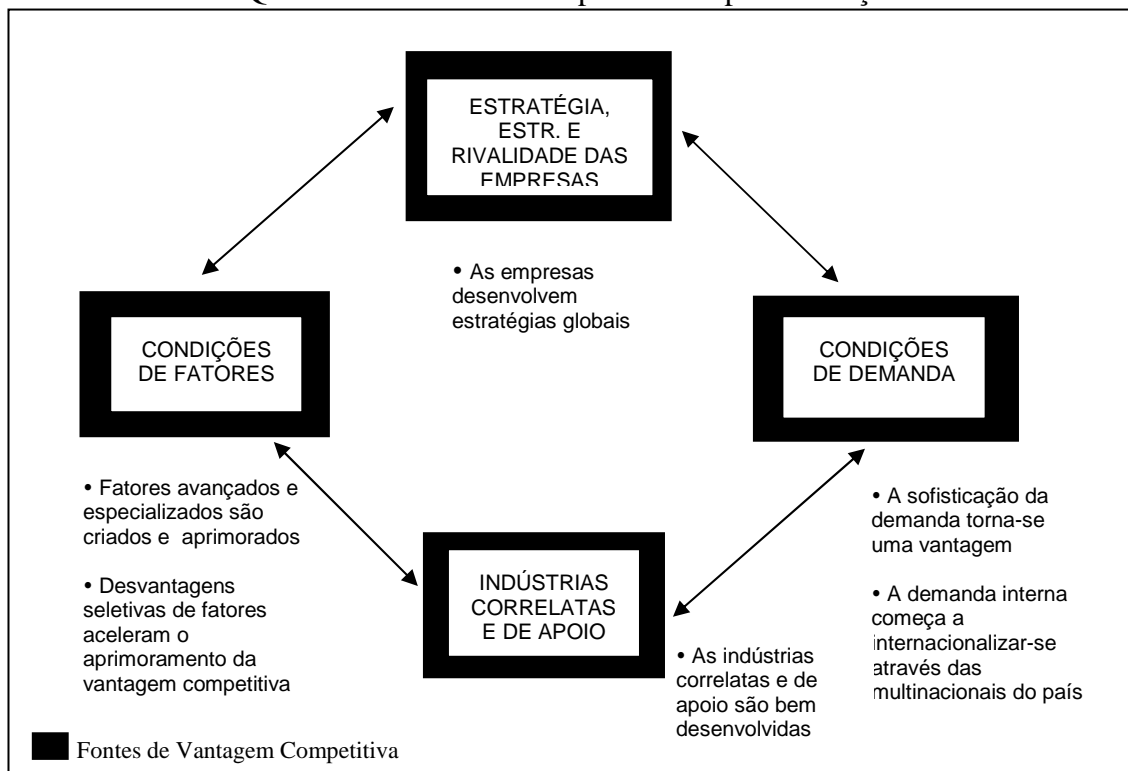 ESTRATÉGIA,
ESTR. E
RIVALIDADE DAS
EMPRESAS
• As empresas
desenvolvem
estratégias globais
CONDIÇÕES
DE FATORES
CONDIÇÕES
DE DEMANDA
• Fatores avançados e
especializados são
criados e aprimorados
• Desvantagens
seletivas de fatores
aceleram o
aprimoramento da
vantagem competitiva
INDÚSTRIAS
CORRELATAS
E DE APOIO
• As indústrias
correlatas e de
apoio são bem
desenvolvidas
• A sofisticação da
demanda torna-se
uma vantagem
• A demanda interna
começa a
internacionalizar-se
através das
multinacionais do país
Fontes de Vantagem Competitiva